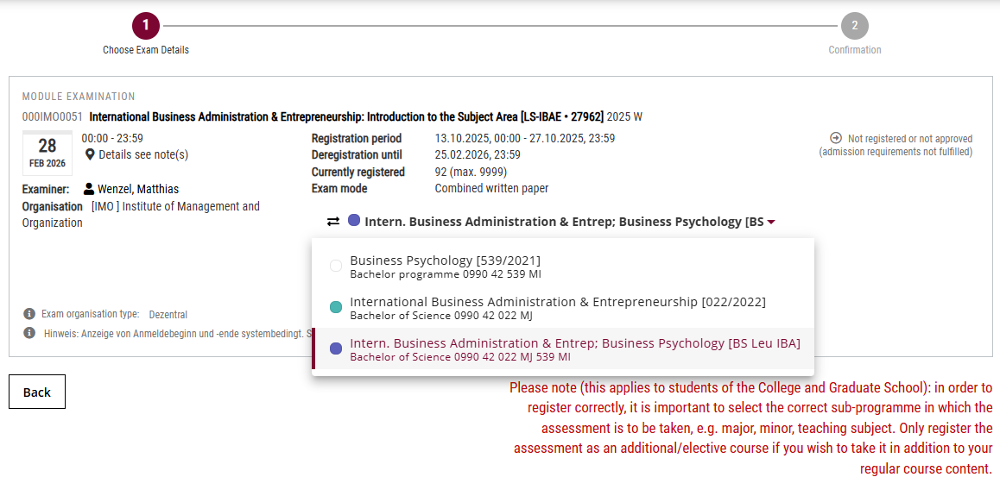 1
2
Choose Exam Details
Confirmation
MODULE EXAMINATION
000IMO0051 International Business Administration & Entrepreneurship: Introduction to the Subject Area [LS-IBAE • 27962] 2025 W
28
FEB 2026
00:00 - 23:59
Details see note(s)
Examiner: Wenzel, Matthias
Organisation [IMO ] Institute of Management and
Organization
Registration period 13.10.2025, 00:00 - 27.10.2025, 23:59
Deregistration until 25.02.2026, 23:59
Currently registered 92 (max. 9999)
Exam mode Combined written paper
Not registered or not approved
(admission requirements not fulfilled)
Intern. Business Administration & Entrep; Business Psychology [BS
Business Psychology [539/2021]
Bachelor programme 0990 42 539 MI
International Business Administration & Entrepreneurship [022/2022]
Bachelor of Science 0990 42 022 MJ
Intern. Business Administration & Entrep; Business Psychology [BS Leu IBA]
Bachelor of Science 0990 42 022 MJ 539 MI
Exam organisation type: Dezentral
Hinweis: Anzeige von Anmeldebeginn und -ende systembedingt. S
Back
Please note (this applies to students of the College and Graduate School): in order to
register correctly, it is important to select the correct sub-programme in which the
assessment is to be taken, e.g. major, minor, teaching subject. Only register the
assessment as an additional/elective course if you wish to take it in addition to your
regular course content.